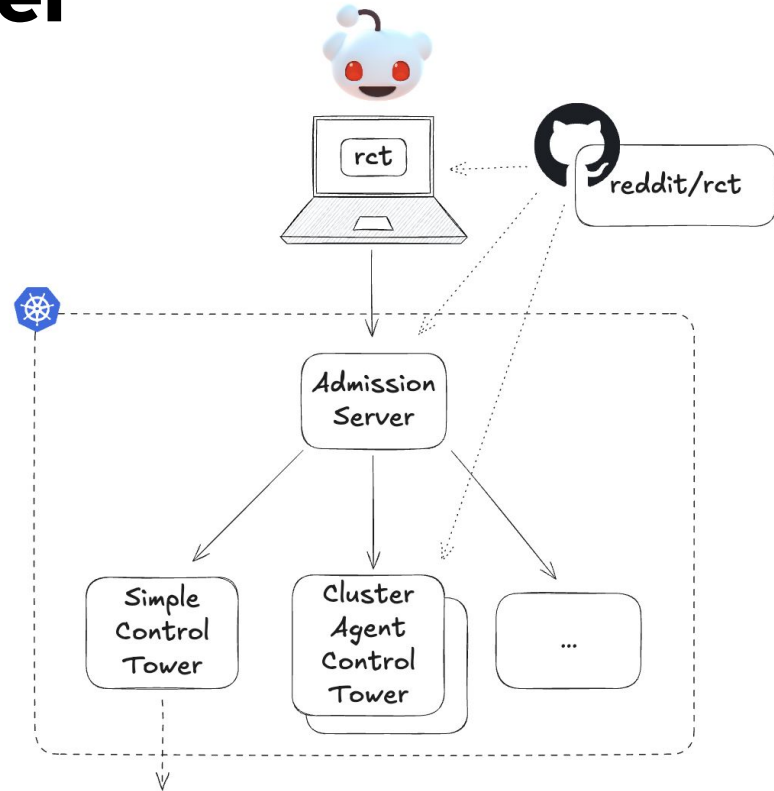 rct
reddit/rct
Admission
Server
Simple
Control
Tower
Cluster
Agent
Control
Tower
...